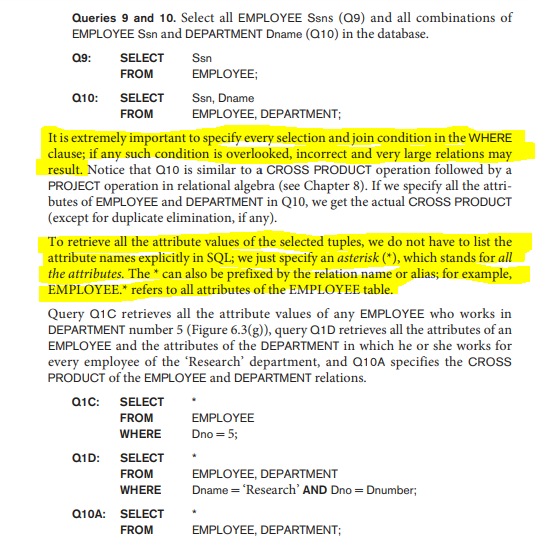 Queries 9 and 10. Select all EMPLOYEE Ssns (Q9) and all combinations of
EMPLOYEE Ssn and DEPARTMENT Dname (Q10) in the database.
Q9: SELECT Ssn
FROM EMPLOYEE;
Q10: SELECT Ssn, Dname
FROM EMPLOYEE, DEPARTMENT;
It is extremely important to specify every selection and join condition in the WHERE
clause; if any such condition is overlooked, incorrect and very large relations may
result. Notice that Q10 is similar to a CROSS PRODUCT operation followed by a
PROJECT operation in relational algebra (see Chapter 8). If we specify all the attri-
butes of EMPLOYEE and DEPARTMENT in Q10, we get the actual CROSS PRODUCT
(except for duplicate elimination, if any).
To retrieve all the attribute values of the selected tuples, we do not have to list the
attribute names explicitly in SQL; we just specify an asterisk (*), which stands for all
the attributes. The * can also be prefixed by the relation name or alias; for example,
EMPLOYEE.* refers to all attributes of the EMPLOYEE table.
Query Q1C retrieves all the attribute values of any EMPLOYEE who works in
DEPARTMENT number 5 (Figure 6.3(g)), query Q1D retrieves all the attributes of an
EMPLOYEE and the attributes of the DEPARTMENT in which he or she works for
every employee of the ‘Research’ department, and Q10A specifies the CROSS
PRODUCT of the EMPLOYEE and DEPARTMENT relations.
Q1C: SELECT *
FROM EMPLOYEE
WHERE Dno = 5;
Q1D: SELECT *
FROM EMPLOYEE, DEPARTMENT
WHERE Dname = ‘Research’ AND Dno = Dnumber;
Q10A: SELECT *
FROM EMPLOYEE, DEPARTMENT;